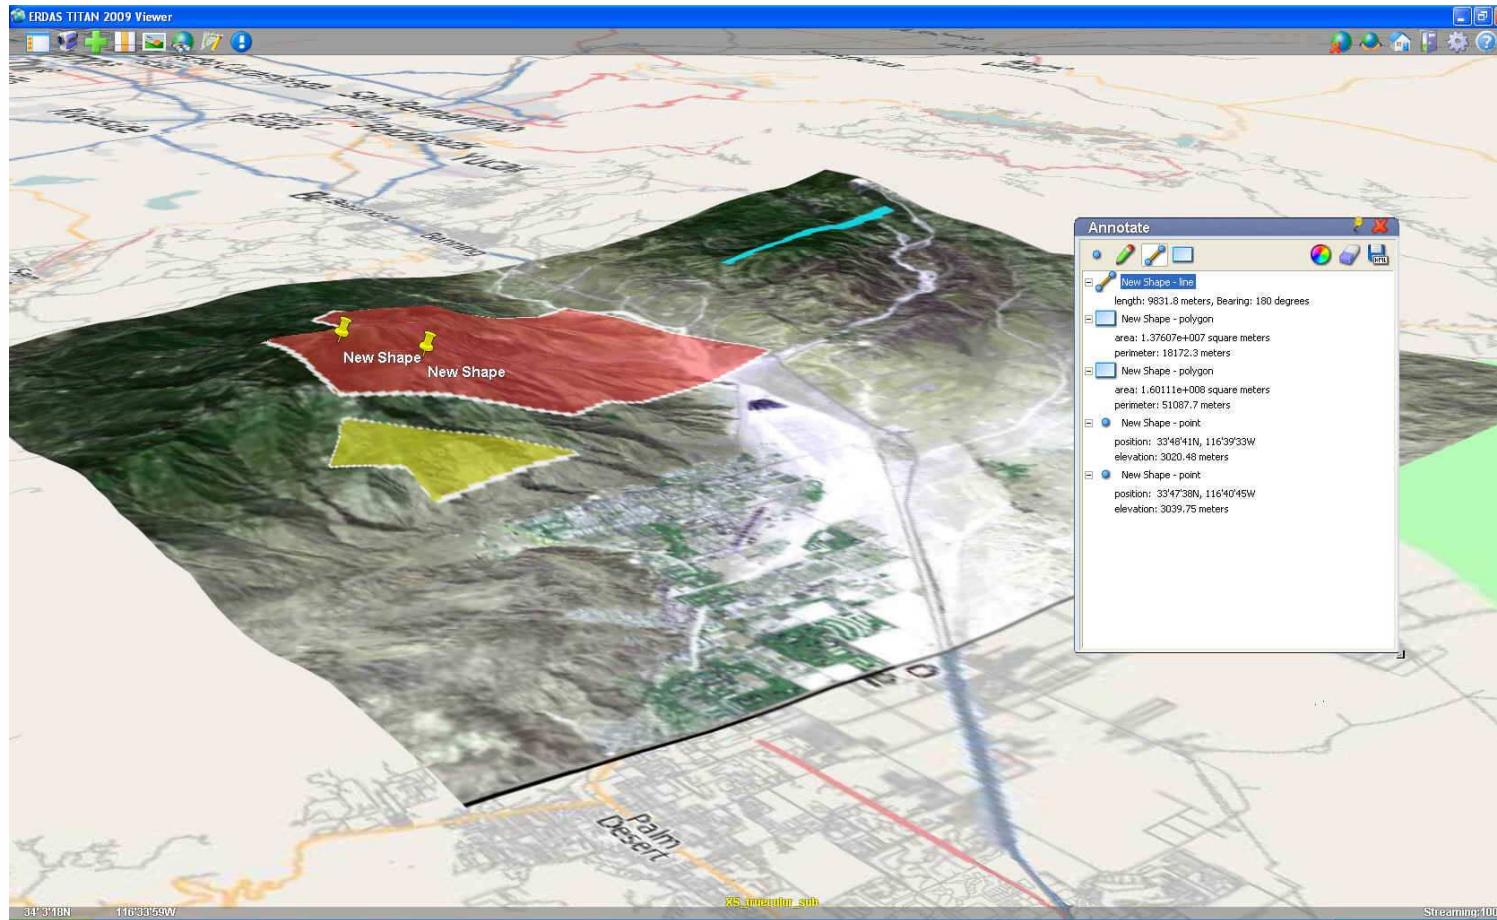 ERDAS TITAN 2009 Viewer
Banning
New Shape
New Shape
Annotate
New Shape - line
length: 9831.8 meters, Bearing: 180 degrees
New Shape - polygon
area: 1.37607e+007 square meters
perimeter: 18172.3 meters
New Shape - polygon
area: 1.60111e+008 square meters
perimeter: 51087.7 meters
New Shape - point
position: 33'48'41N, 116'39'33W
elevation: 3020.48 meters
New Shape - point
position: 33'47'38N, 116'40'45W
elevation: 3039.75 meters
Palm
Desert
34' 3'18N 116'33'59W
Streaming:100